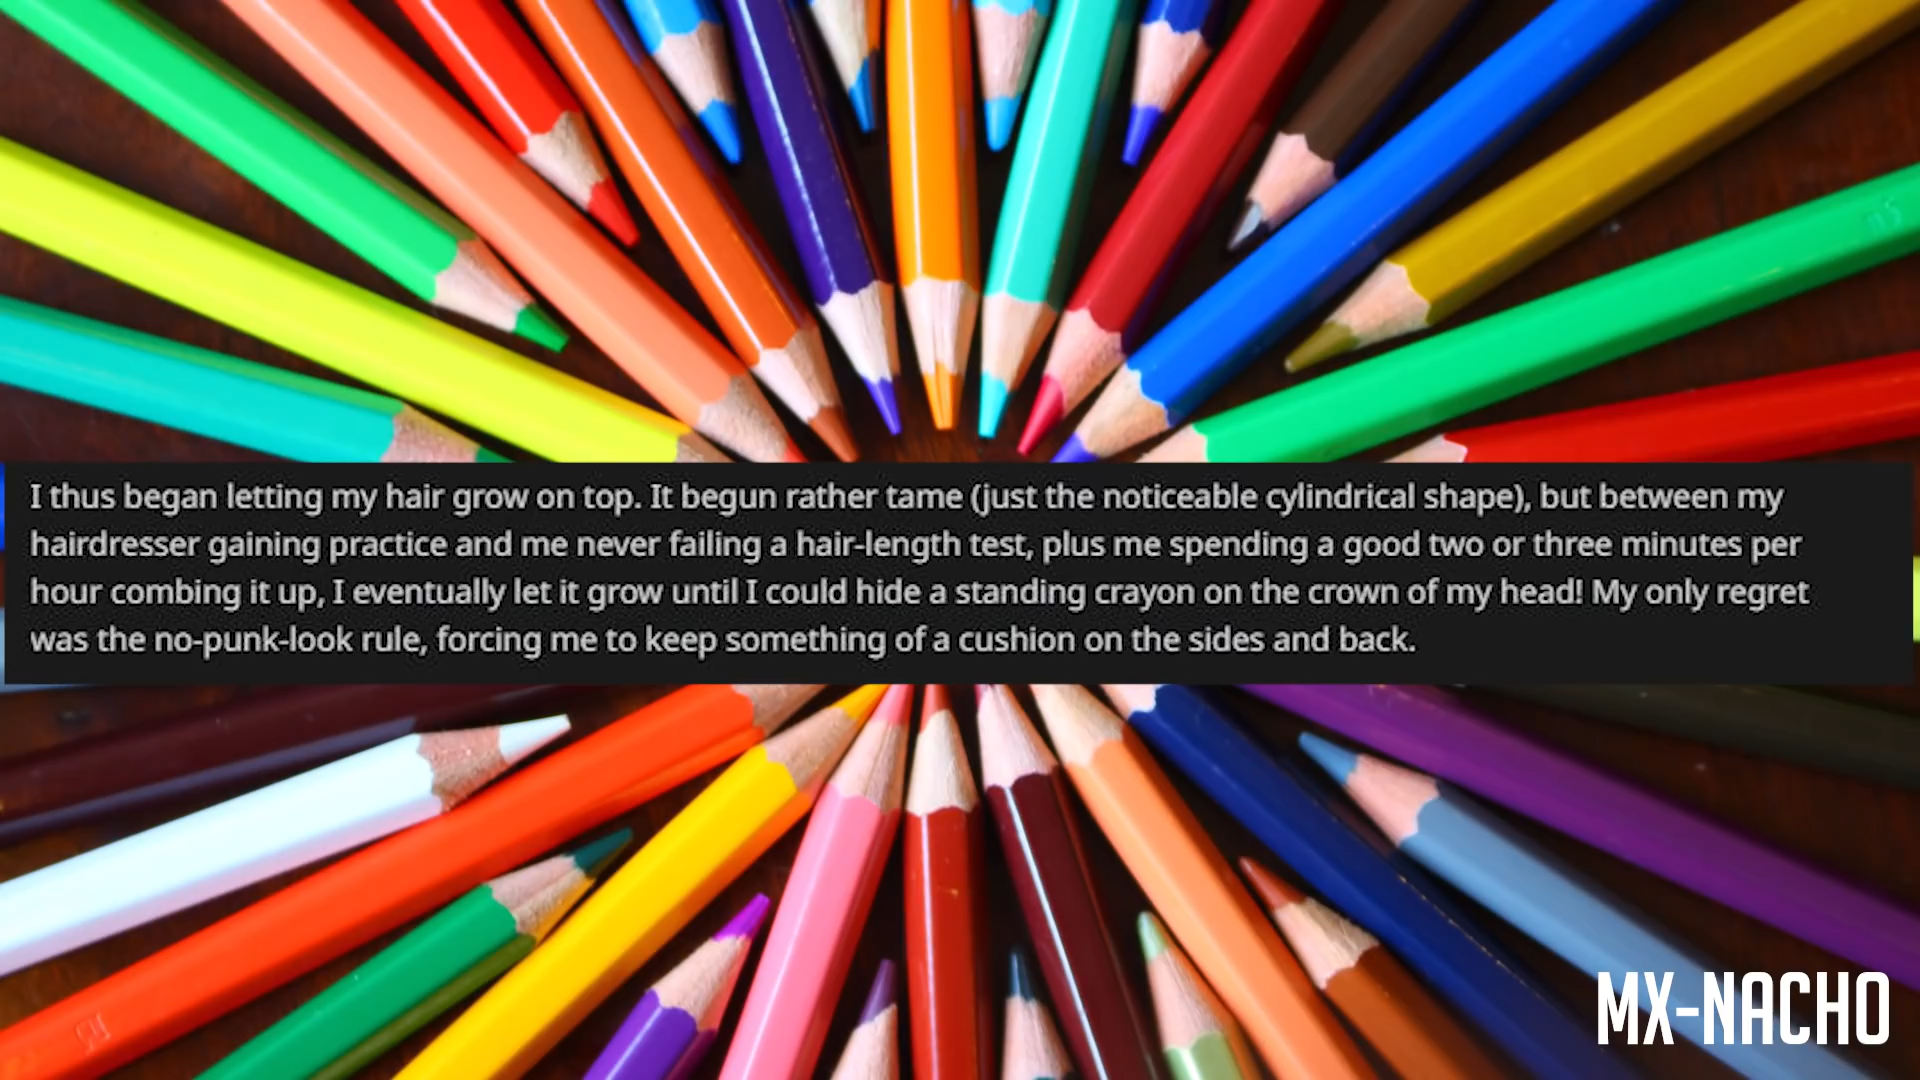 I thus began letting my hair grow on top. It begun rather tame (just the noticeable cylindrical shape), but between my
hairdresser gaining practice and me never failing a hair-length test, plus me spending a good two or three minutes per
hour combing it up, I eventually let it grow until I could hide a standing crayon on the crown of my head! My only regret
was the no-punk-look rule, forcing me to keep something of a cushion on the sides and back.
MX-NACHO